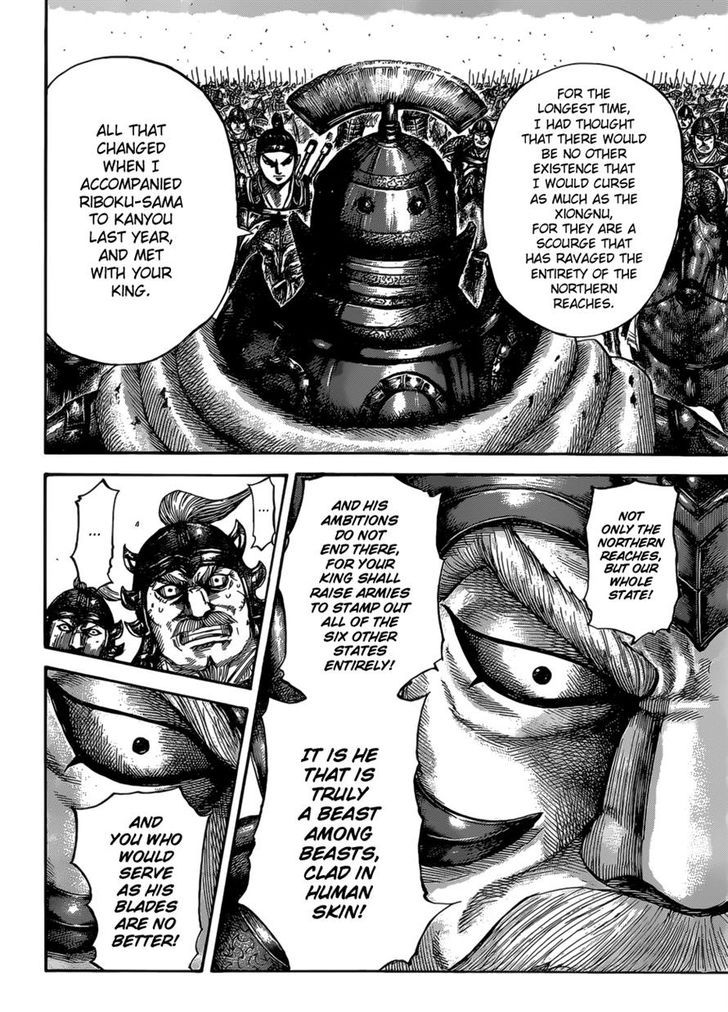 FOR THE
LONGEST TIME,
I HAD THOUGHT
THAT THERE WOULD
BE NO OTHER
EXISTENCE THAT
I WOULD CURSE
AS MUCH AS THE
XIONGNU,
FOR THEY ARE A
SCOURGE THAT
HAS RAVAGED THE
ENTIRETY OF THE
NORTHERN
REACHES.
ALL THAT
CHANGED
WHEN I
ACCOMPANIED
RIBOKU-SAMA
TO KANYOU
LAST YEAR,
AND MET
WITH YOUR
KING.
NOT
ONLY THE
NORTHERN
REACHES,
BUT OUR
WHOLE
STATE!
AND HIS
AMBITIONS
DO NOT
END THERE,
FOR YOUR
KING SHALL
RAISE ARMIES
TO STAMP OUT
ALL OF THE
SIX OTHER
STATES
ENTIRELY!
IT IS HE
THAT IS
TRULY
A BEAST
AMONG
BEASTS,
CLAD IN
HUMAN
SKIN!
...
...
...
...
AND
YOU WHO
WOULD
SERVE
AS HIS
BLADES
ARE NO
BETTER!